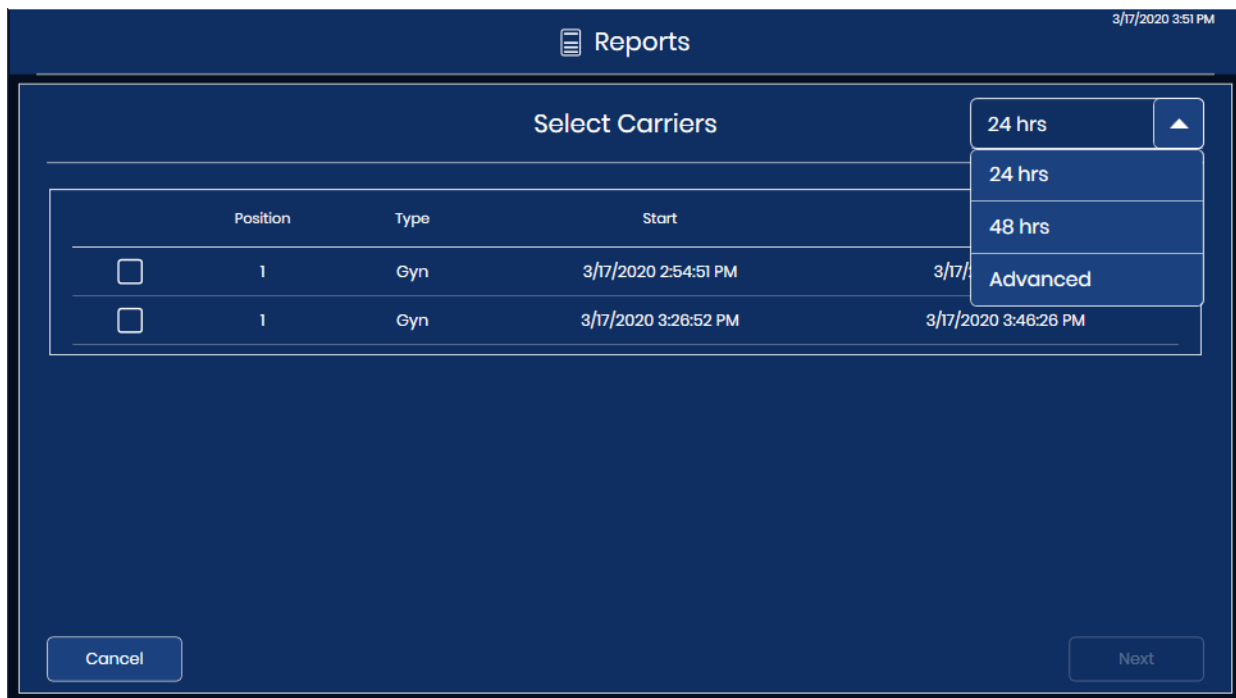 3/17/2020 3:51 PM
Reports
Select Carriers
24 hrs
24 hrs
48 hrs
Advanced
Position Type Start
1 Gyn 3/17/2020 2:54:51 PM 3/17/
1 Gyn 3/17/2020 3:26:52 PM 3/17/2020 3:46:26 PM
Cancel Next